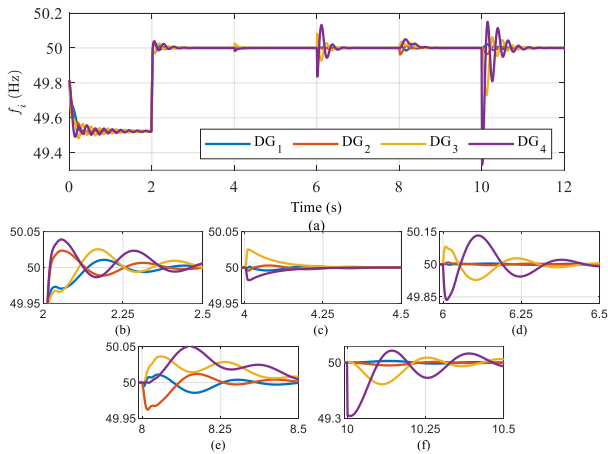 50.2
50
49.8
49.6
49.4
f_i (Hz)
DG_1 DG_2 DG_3 DG_4
0 2 4 6 8 10 12
Time (s)
(a)
50.05
50
49.95
2 2.25 2.5
(b)
50.05
50
49.95
4 4.25 4.5
(c)
50.15
50
49.85
6 6.25 6.5
(d)
50.05
50
49.95
8 8.25 8.5
(e)
50
49.3
10 10.25 10.5
(f)